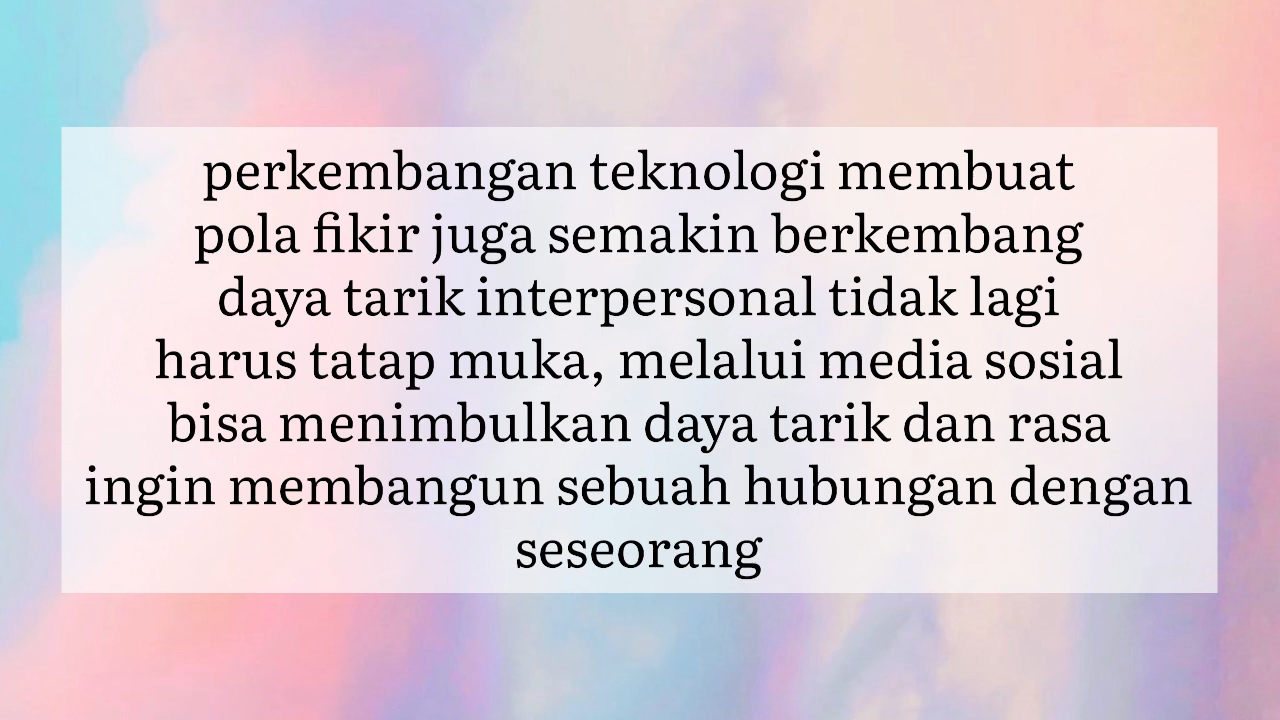 perkembangan teknologi membuat
pola fikir juga semakin berkembang
daya tarik interpersonal tidak lagi
harus tatap muka, melalui media sosial
bisa menimbulkan daya tarik dan rasa
ingin membangun sebuah hubungan dengan
seseorang